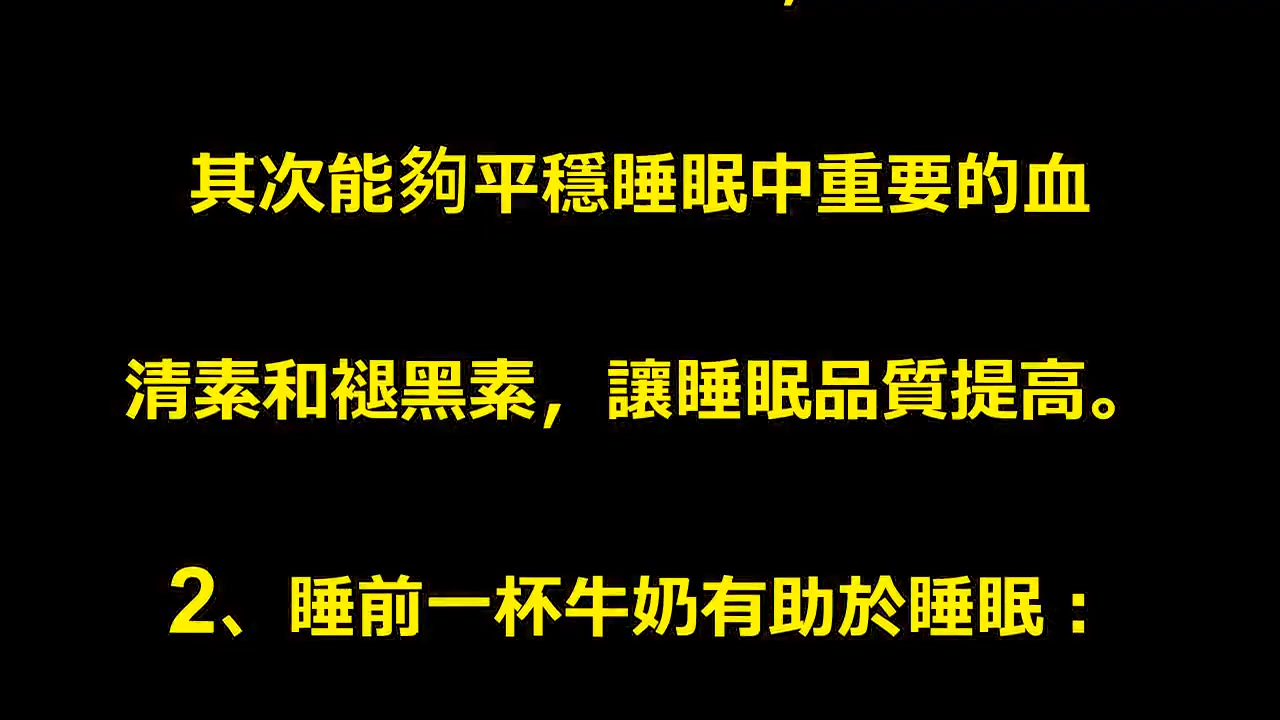 其次能夠平穩睡眠中重要的血
清素和褪黑素，讓睡眠品質提高。
2、睡前一杯牛奶有助於睡眠：